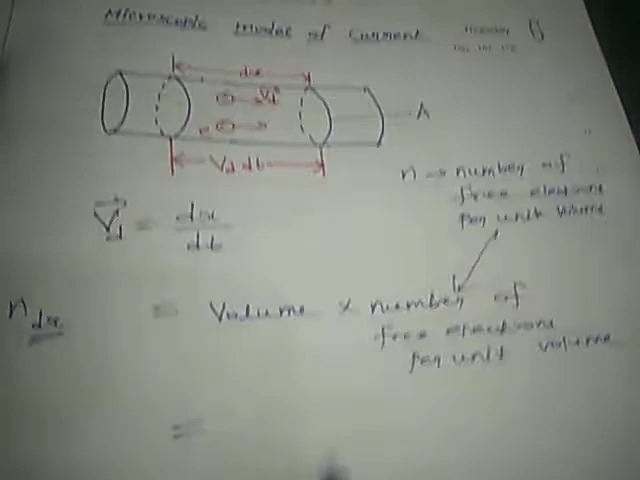 Microscopic model of Current
dx
Vd
A
Vd dt
n → number of
free electrons
per unit volume
Vd = dx
dt
n dx = Volume × number of
free electrons
per unit volume
=